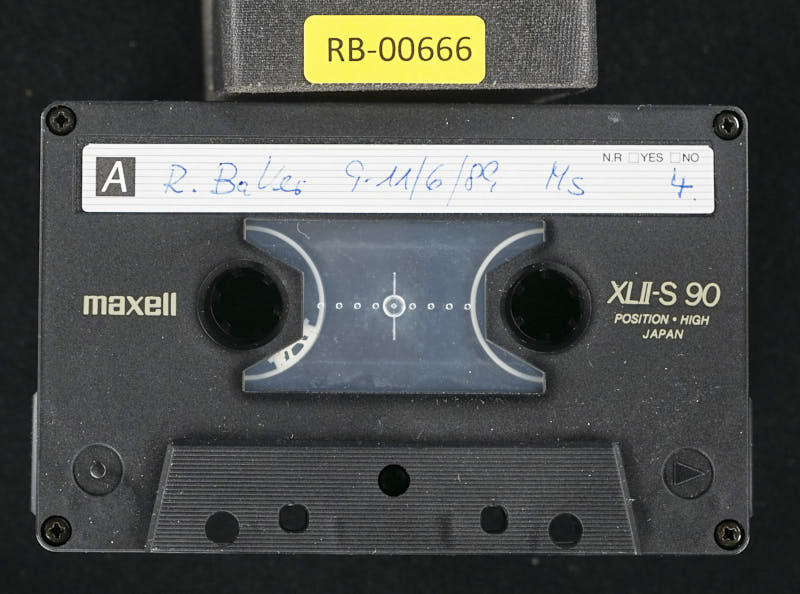 RB-00666
N.R YES NO
A R. Baker 9-11/6/89 Ms 4.
maxell
XLII-S 90
POSITION • HIGH
JAPAN